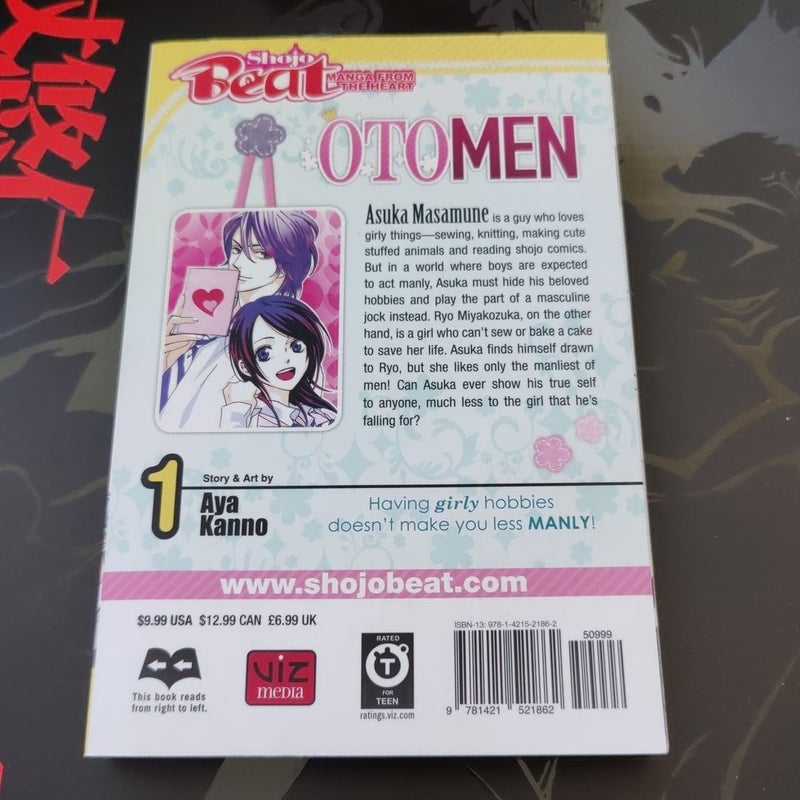 Shojo
Beat
MANGA FROM
THE HEART
OTOMEN
Asuka Masamune is a guy who loves
girly things—sewing, knitting, making cute
stuffed animals and reading shojo comics.
But in a world where boys are expected
to act manly, Asuka must hide his beloved
hobbies and play the part of a masculine
jock instead. Ryo Miyakozuka, on the other
hand, is a girl who can't sew or bake a cake
to save her life. Asuka finds himself drawn
to Ryo, but she likes only the manliest of
men! Can Asuka ever show his true self
to anyone, much less to the girl that he's
falling for?
1
Story & Art by
Aya
Kanno
Having girly hobbies
doesn't make you less MANLY!
www.shojobeat.com
$9.99 USA $12.99 CAN £6.99 UK
This book reads
from right to left.
VIZ
MEDIA
RATED
T
FOR
TEEN
ratings.viz.com
ISBN-13: 978-1-4215-2186-2
50999
9 781421 521862